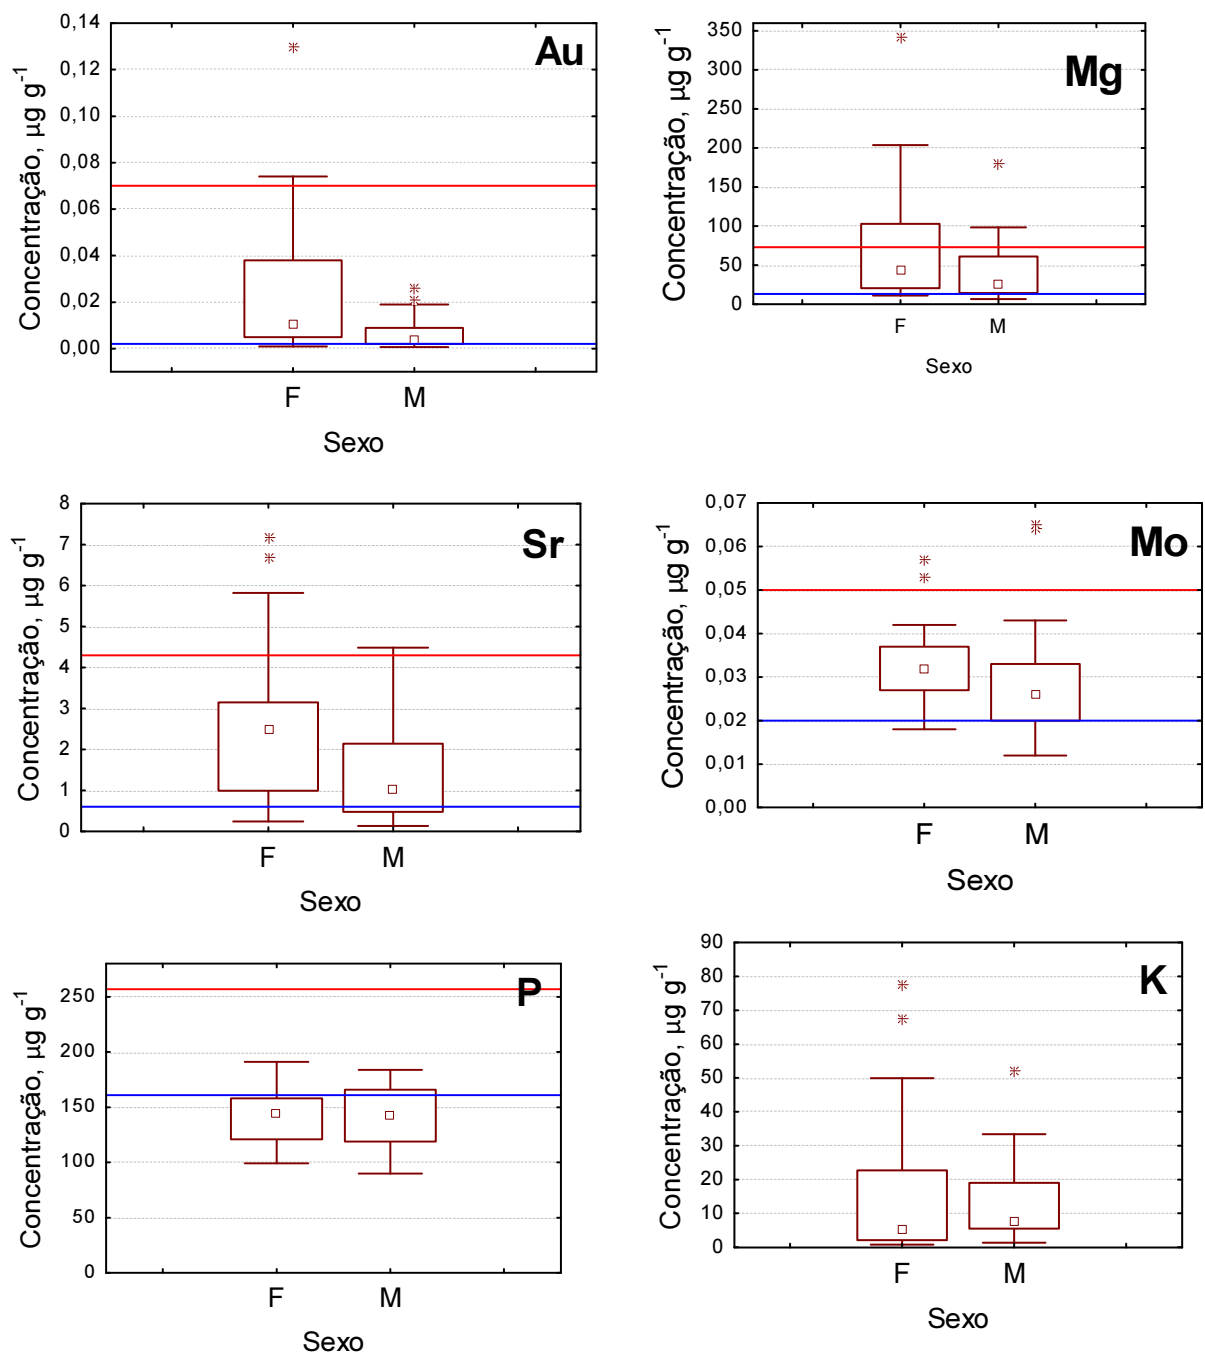 Au
Concentração, µg g-1
0,14
0,12
0,10
0,08
0,06
0,04
0,02
0,00
F M
Sexo
Mg
Concentração, µg g-1
350
300
250
200
150
100
50
0
F M
Sexo
Sr
Concentração, µg g-1
8
7
6
5
4
3
2
1
0
F M
Sexo
Mo
Concentração, µg g-1
0,07
0,06
0,05
0,04
0,03
0,02
0,01
0,00
F M
Sexo
P
Concentração, µg g-1
250
200
150
100
50
0
F M
Sexo
K
Concentração, µg g-1
90
80
70
60
50
40
30
20
10
0
F M
Sexo